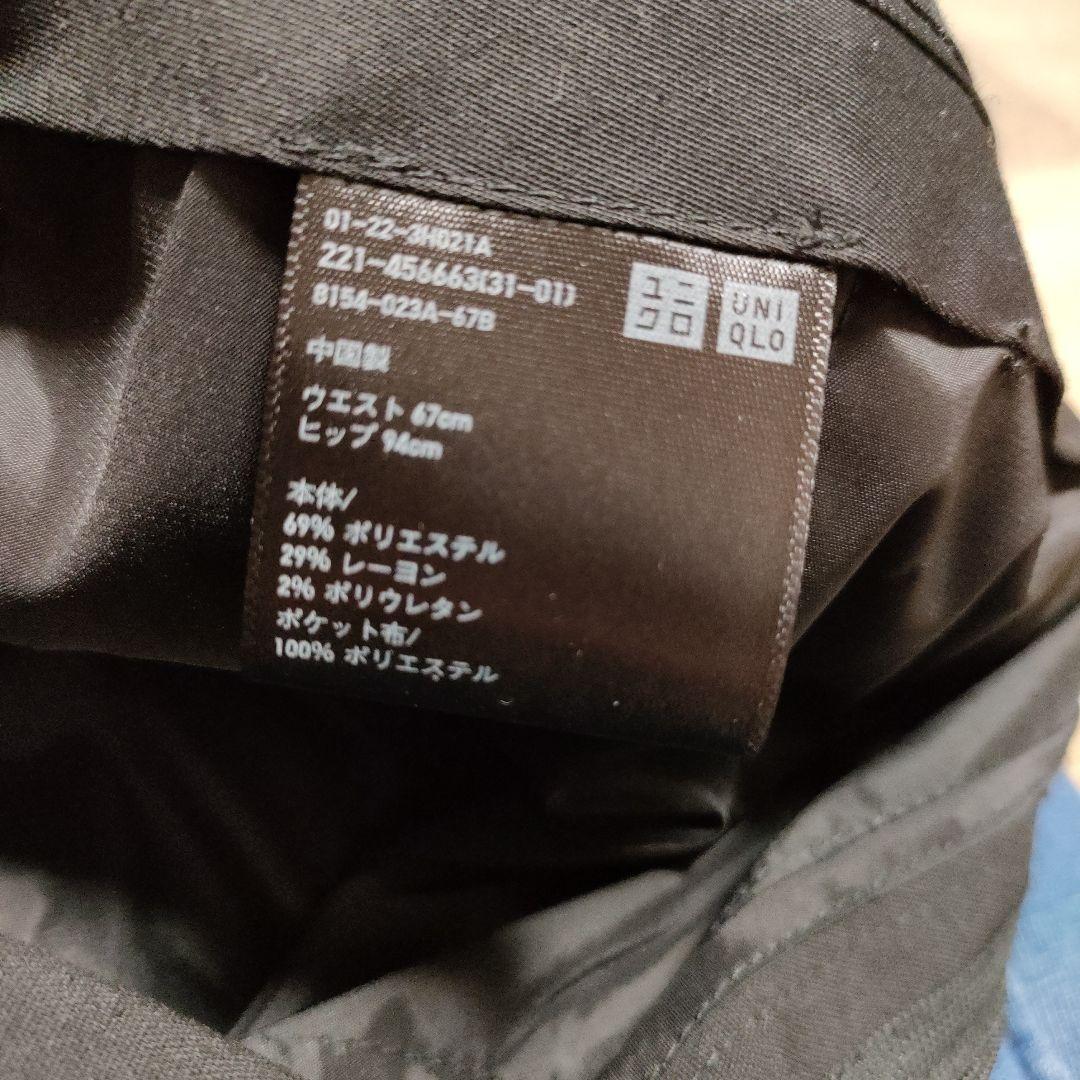 01-22-3H021A
221-456663(31-01)
8154-023A-67B
ユニ
クロ
UNI
QLO
中国製
ウエスト 67cm
ヒップ 94cm
本体/
69% ポリエステル
29% レーヨン
2% ポリウレタン
ポケット布/
100% ポリエステル